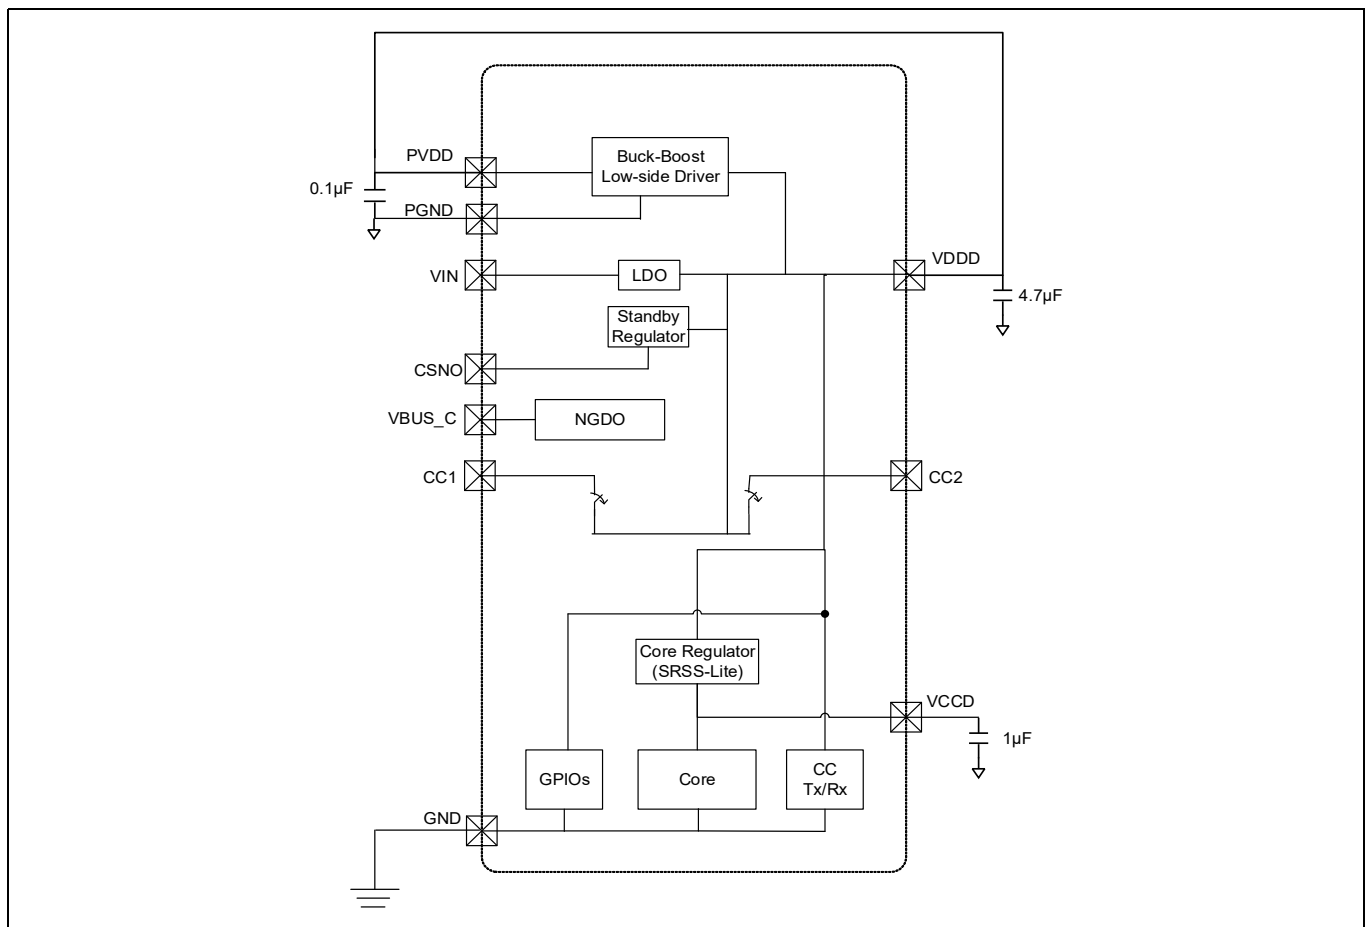 PVDD
Buck-Boost
Low-side Driver
0.1µF
PGND
VIN
LDO
VDDD
4.7µF
Standby
Regulator
CSNO
VBUS_C
NGDO
CC1
CC2
Core Regulator
(SRSS-Lite)
VCCD
1µF
GPIOs
Core
CC
Tx/Rx
GND